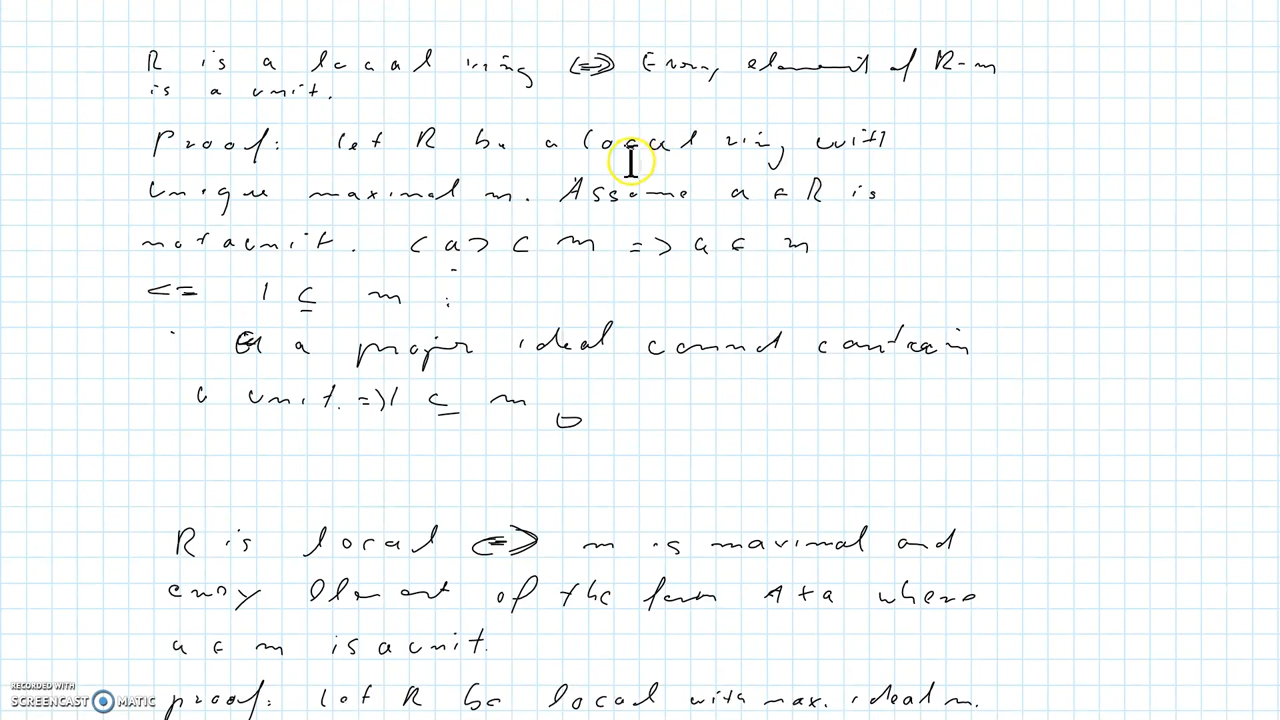 R is a local ring <=> Every element of R-m
is a unit.
Proof: let R be a local ring with
unique maximal m. Assume a ∈ R is
not a unit. <a> ⊂ m => a ∈ m
<= I ⊆ m :
a proper ideal cannot contain
a unit. => I ⊆ m □
R is local <=> m is maximal and
every element of the form 1+a where
a ∈ m is a unit.
proof: Let R be local with max. ideal m.
RECORDED WITH
SCREENCAST MATIC